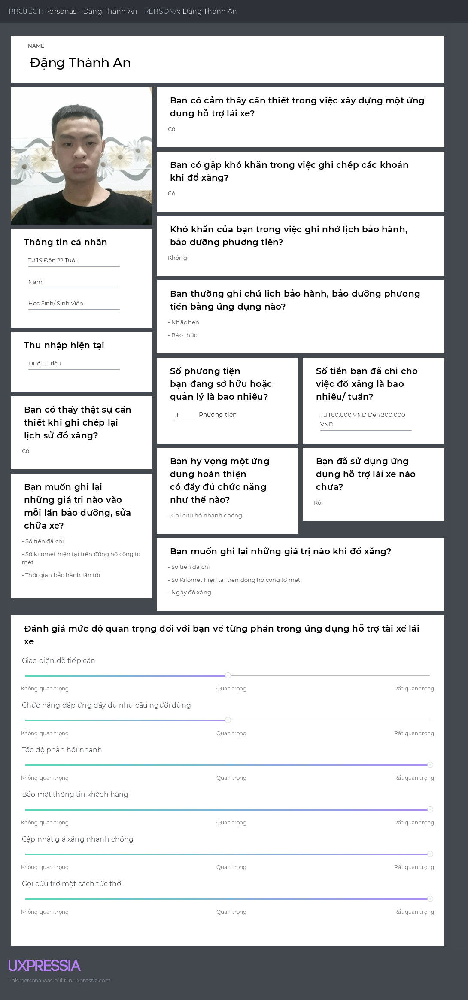 PROJECT: Personas - Đặng Thành An PERSONA: Đặng Thành An
NAME
Đặng Thành An
Bạn có cảm thấy cần thiết trong việc xây dựng một ứng
dụng hỗ trợ lái xe?
Có
Bạn có gặp khó khăn trong việc ghi chép các khoản
khi đổ xăng?
Có
Khó khăn của bạn trong việc ghi nhớ lịch bảo hành,
bảo dưỡng phương tiện?
Không
Bạn thường ghi chú lịch bảo hành, bảo dưỡng phương
tiền bằng ứng dụng nào?
- Nhắc hẹn
- Báo thức
Thông tin cá nhân
Từ 19 Đến 22 Tuổi
Nam
Học Sinh/ Sinh Viên
Thu nhập hiện tại
Dưới 5 Triệu
Bạn có thấy thật sự cần
thiết khi ghi chép lại
lịch sử đổ xăng?
Có
Bạn muốn ghi lại
những giá trị nào vào
mỗi lần bảo dưỡng, sửa
chữa xe?
- Số tiền đã chi
- Số kilomet hiện tại trên đồng hồ công tơ
mét
- Thời gian bảo hành lần tới
Số phương tiện
bạn đang sở hữu hoặc
quản lý là bao nhiêu?
1 Phương tiện
Số tiền bạn đã chi cho
việc đổ xăng là bao
nhiêu/ tuần?
Từ 100.000 VND Đến 200.000
VND
Bạn hy vọng một ứng
dụng hoàn thiện
có đầy đủ chức năng
như thế nào?
- Gọi cứu hộ nhanh chóng
Bạn đã sử dụng ứng
dụng hỗ trợ lái xe nào
chưa?
Rồi
Bạn muốn ghi lại những giá trị nào khi đổ xăng?
- Số tiền đã chi
- Số Kilomet hiện tại trên đồng hồ công tơ mét
- Ngày đổ xăng
Đánh giá mức độ quan trọng đối với bạn về từng phần trong ứng dụng hỗ trợ tài xế lái
xe
Giao diện dễ tiếp cận
Không quan trọng Quan trọng Rất quan trọng
Chức năng đáp ứng đầy đủ nhu cầu người dùng
Không quan trọng Quan trọng Rất quan trọng
Tốc độ phản hồi nhanh
Không quan trọng Quan trọng Rất quan trọng
Bảo mật thông tin khách hàng
Không quan trọng Quan trọng Rất quan trọng
Cập nhật giá xăng nhanh chóng
Không quan trọng Quan trọng Rất quan trọng
Gọi cứu trợ một cách tức thời
Không quan trọng Quan trọng Rất quan trọng
UXPRESSIA
This persona was built in uxpressia.com